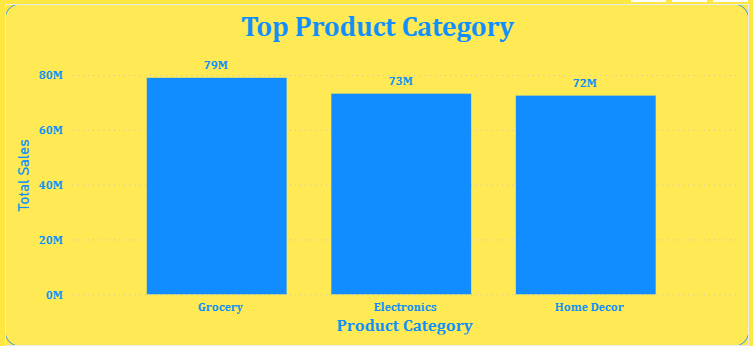 Top Product Category
79M
73M
72M
80M
60M
40M
20M
0M
Total Sales
Grocery
Electronics
Home Decor
Product Category